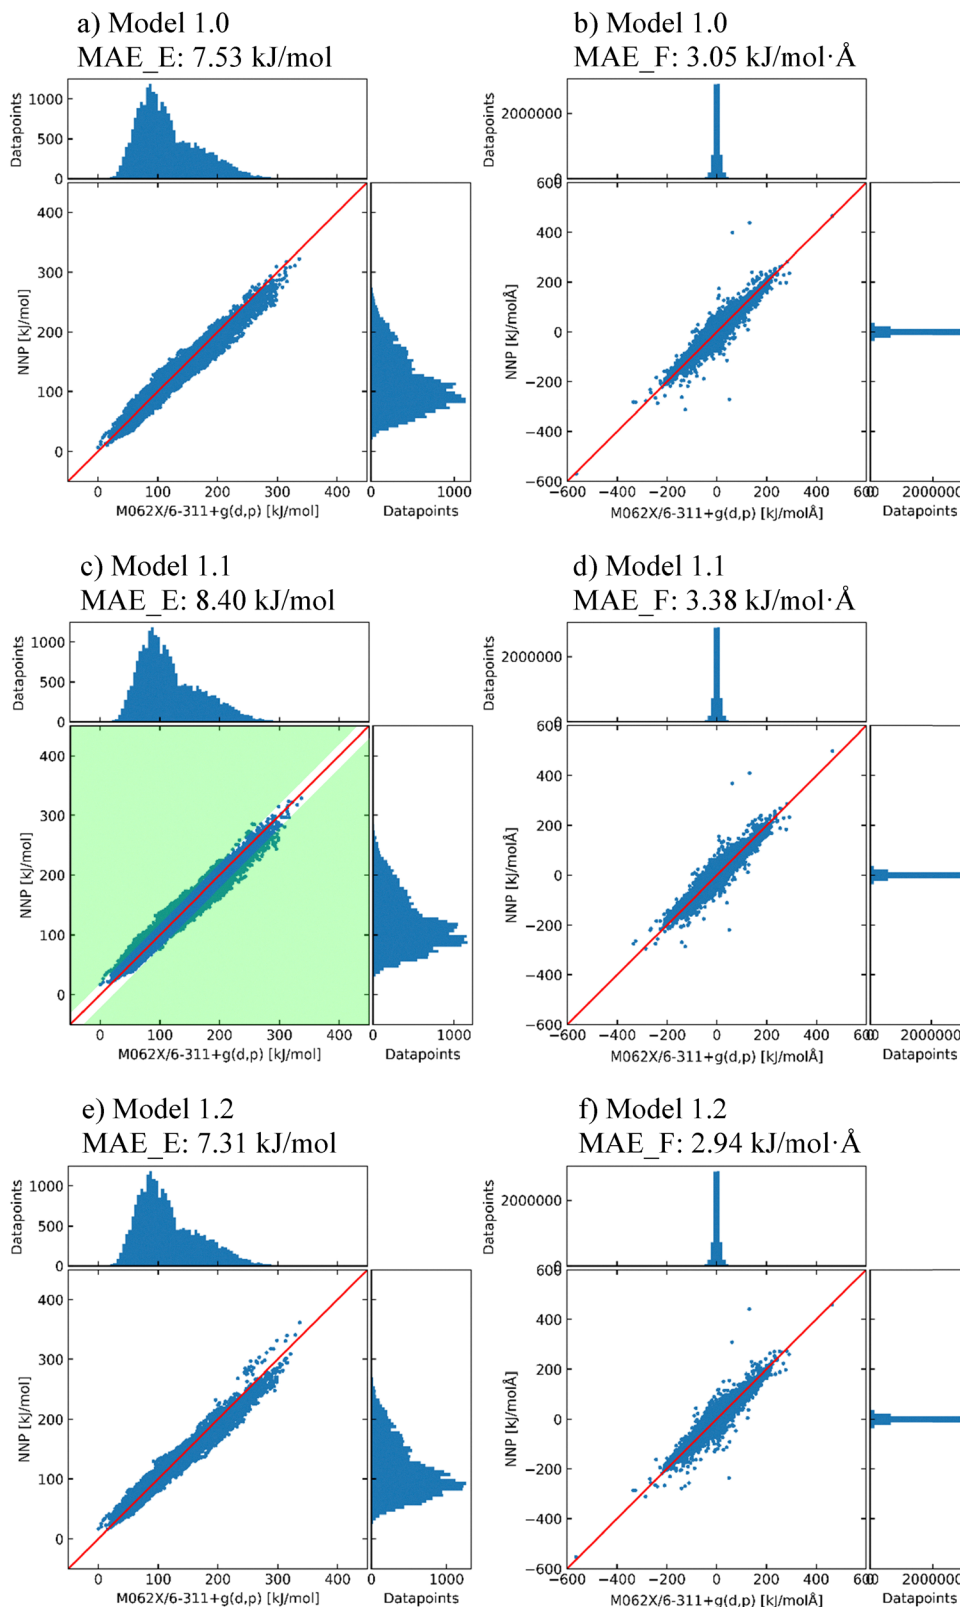 a) Model 1.0
MAE_E: 7.53 kJ/mol
b) Model 1.0
MAE_F: 3.05 kJ/mol·Å
Datapoints
1000
500
0
Datapoints
2000000
0
NNP [kJ/mol]
400
300
200
100
0
0 100 200 300 400
M062X/6-311+g(d,p) [kJ/mol]
0 1000
Datapoints
NNP [kJ/molÅ]
600
400
200
0
−200
−400
−600
−600 −400 −200 0 200 400 600
M062X/6-311+g(d,p) [kJ/molÅ]
0 2000000
Datapoints
c) Model 1.1
MAE_E: 8.40 kJ/mol
d) Model 1.1
MAE_F: 3.38 kJ/mol·Å
Datapoints
1000
500
0
Datapoints
2000000
0
NNP [kJ/mol]
400
300
200
100
0
0 100 200 300 400
M062X/6-311+g(d,p) [kJ/mol]
0 1000
Datapoints
NNP [kJ/molÅ]
600
400
200
0
−200
−400
−600
−600 −400 −200 0 200 400 600
M062X/6-311+g(d,p) [kJ/molÅ]
0 2000000
Datapoints
e) Model 1.2
MAE_E: 7.31 kJ/mol
f) Model 1.2
MAE_F: 2.94 kJ/mol·Å
Datapoints
1000
500
0
Datapoints
2000000
0
NNP [kJ/mol]
400
300
200
100
0
0 100 200 300 400
M062X/6-311+g(d,p) [kJ/mol]
0 1000
Datapoints
NNP [kJ/molÅ]
600
400
200
0
−200
−400
−600
−600 −400 −200 0 200 400 600
M062X/6-311+g(d,p) [kJ/molÅ]
0 2000000
Datapoints